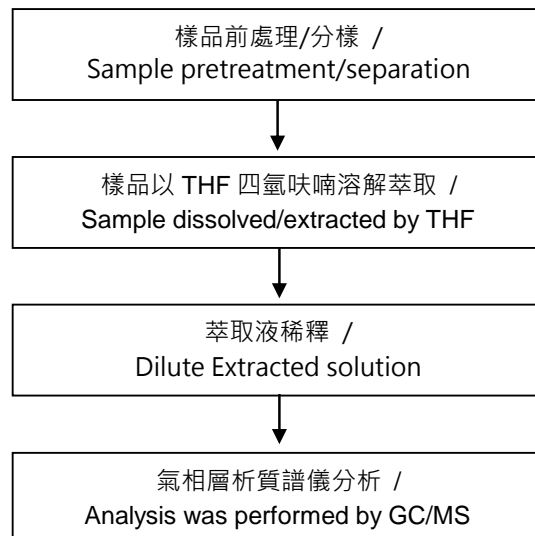 樣品前處理/分樣 /
Sample pretreatment/separation
樣品以 THF 四氫呋喃溶解萃取 /
Sample dissolved/extracted by THF
萃取液稀釋 /
Dilute Extracted solution
氣相層析質譜儀分析 /
Analysis was performed by GC/MS